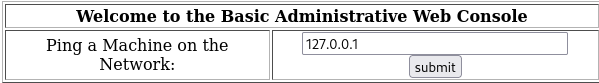 Welcome to the Basic Administrative Web Console
Ping a Machine on the
Network:
127.0.0.1
submit